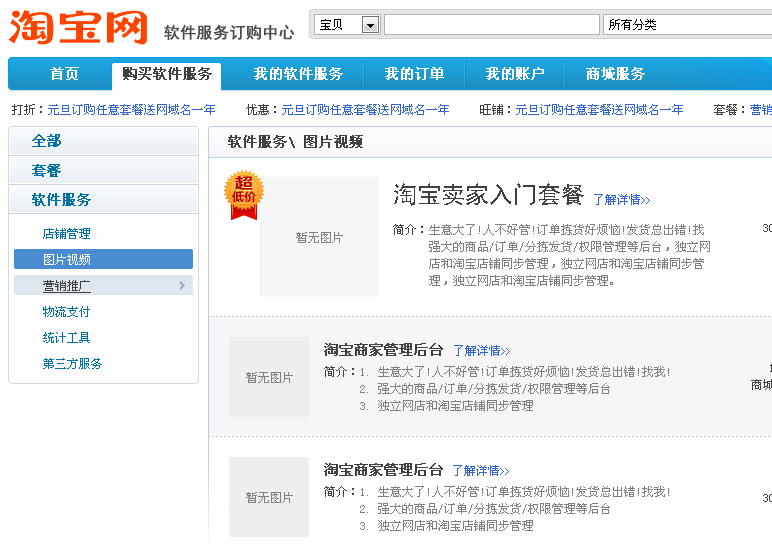 淘宝网 软件服务订购中心 宝贝 所有分类
首页 购买软件服务 我的软件服务 我的订单 我的账户 商城服务
打折：元旦订购任意套餐送网域名一年 优惠：元旦订购任意套餐送网域名一年 旺铺：元旦订购任意套餐送网域名一年 套餐：营销
全部
套餐
软件服务
店铺管理
图片视频
营销推广
物流支付
统计工具
第三方服务
软件服务\ 图片视频
超
低价
暂无图片
淘宝卖家入门套餐 了解详情>>
简介：生意大了!人不好管!订单拣货好烦恼!发货总出错!找
强大的商品/订单/分拣发货/权限管理等后台，独立网
店和淘宝店铺同步管理，独立网店和淘宝店铺同步管
理，独立网店和淘宝店铺同步管理。
30
暂无图片
淘宝商家管理后台 了解详情>>
简介：1. 生意大了!人不好管!订单拣货好烦恼!发货总出错!找我!
2. 强大的商品/订单/分拣发货/权限管理等后台
3. 独立网店和淘宝店铺同步管理
商城
暂无图片
淘宝商家管理后台 了解详情>>
简介：1. 生意大了!人不好管!订单拣货好烦恼!发货总出错!找我!
2. 强大的商品/订单/分拣发货/权限管理等后台
3. 独立网店和淘宝店铺同步管理
30